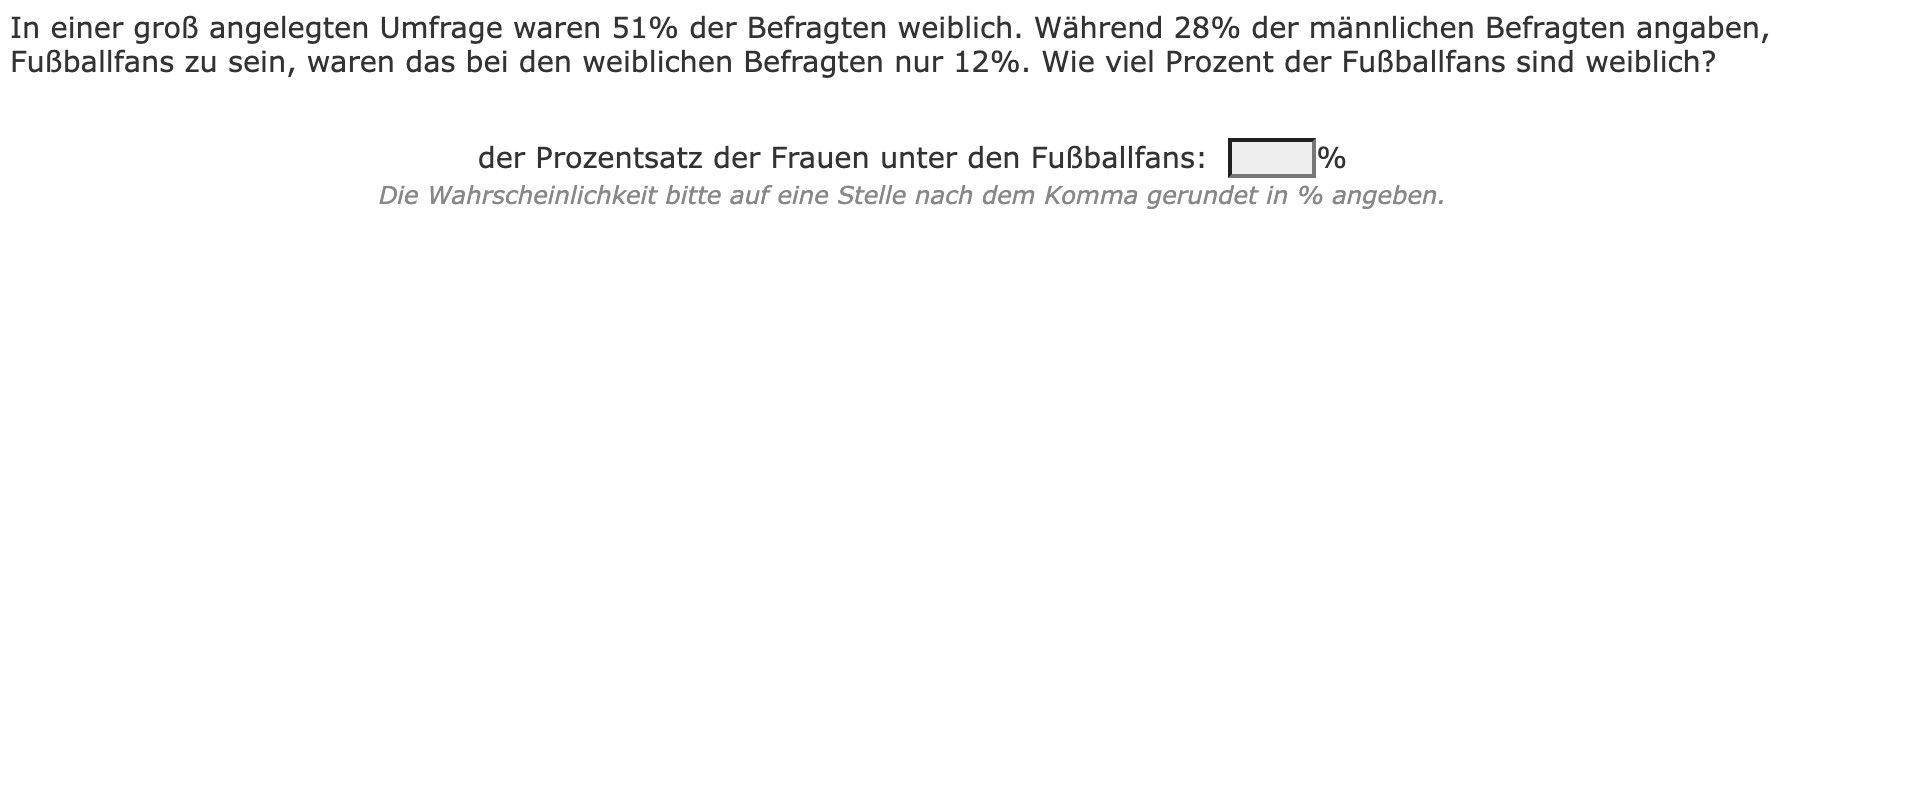 In einer groß angelegten Umfrage waren 51% der Befragten weiblich. Während 28% der männlichen Befragten angaben,
Fußballfans zu sein, waren das bei den weiblichen Befragten nur 12%. Wie viel Prozent der Fußballfans sind weiblich?
der Prozentsatz der Frauen unter den Fußballfans: %
Die Wahrscheinlichkeit bitte auf eine Stelle nach dem Komma gerundet in % angeben.